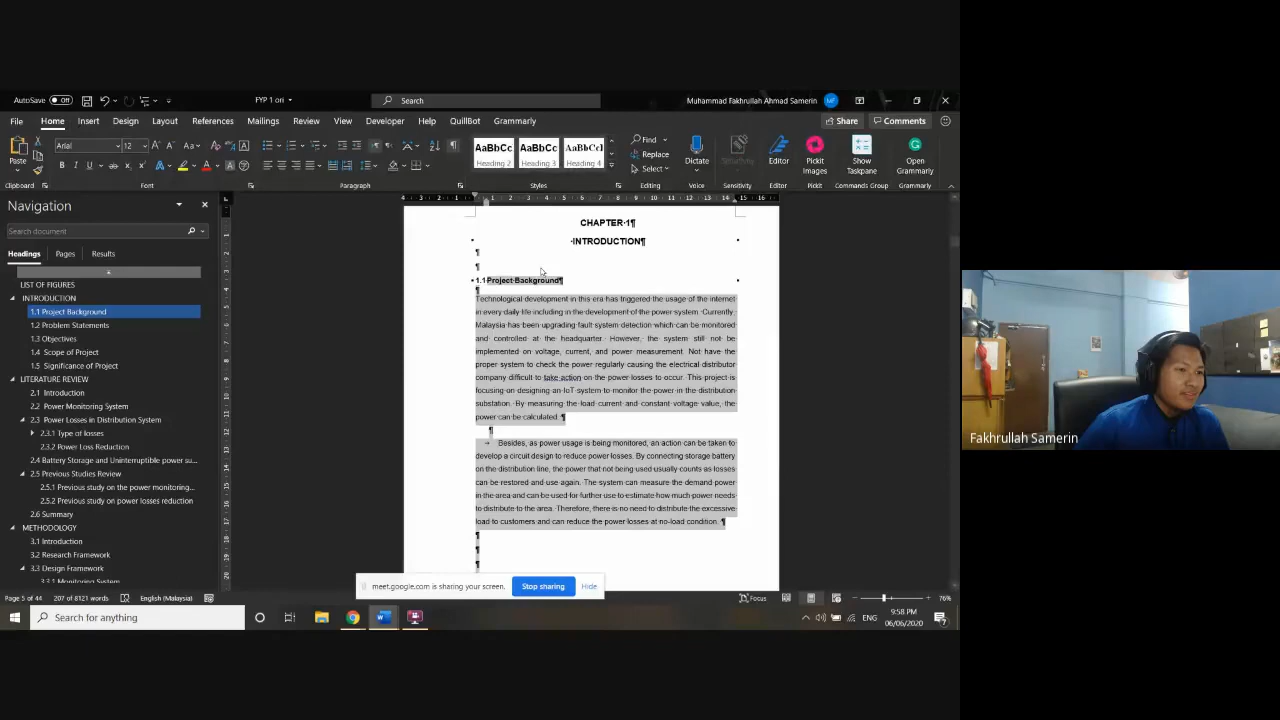 AutoSave Off
FYP 1 ori
Search
Muhammad Fakhrullah Ahmad Samerin MF
File Home Insert Design Layout References Mailings Review View Developer Help QuillBot Grammarly
Share Comments
Paste
Arial 12
AaBbCc AaBbCc AaBbCcI
Heading 2 Heading 3 Heading 4
Find
Replace
Select
Dictate
Sensitivity
Editor
Pickit Images
Show Taskpane
Open Grammarly
Clipboard Font Paragraph Styles Editing Voice Sensitivity Editor Pickit Commands Group Grammarly
Navigation
Search document
Headings Pages Results
LIST OF FIGURES
INTRODUCTION
1.1 Project Background
1.2 Problem Statements
1.3 Objectives
1.4 Scope of Project
1.5 Significance of Project
LITERATURE REVIEW
2.1 Introduction
2.2 Power Monitoring System
2.3 Power Losses in Distribution System
2.3.1 Type of losses
2.3.2 Power Loss Reduction
2.4 Battery Storage and Uninterruptible power su...
2.5 Previous Studies Review
2.5.1 Previous study on the power monitoring...
2.5.2 Previous study on power losses reduction
2.6 Summary
METHODOLOGY
3.1 Introduction
3.2 Research Framework
3.3 Design Framework
3.3.1 Monitoring System
CHAPTER·1¶
·INTRODUCTION¶
1.1 Project·Background¶
Technological development in this era has triggered the usage of the internet
in every daily life including in the development of the power system. Currently,
Malaysia has been upgrading fault system detection which can be monitored
and controlled at the headquarter. However, the system still not be
implemented on voltage, current, and power measurement. Not have the
proper system to check the power regularly causing the electrical distributor
company difficult to take action on the power losses to occur. This project is
focusing on designing an IoT system to monitor the power in the distribution
substation. By measuring the load current and constant voltage value, the
power can be calculated. ¶
Besides, as power usage is being monitored, an action can be taken to
develop a circuit design to reduce power losses. By connecting storage battery
on the distribution line, the power that not being used usually counts as losses
can be restored and use again. The system can measure the demand power
in the area and can be used for further use to estimate how much power needs
to distribute to the area. Therefore, there is no need to distribute the excessive
load to customers and can reduce the power losses at no-load condition. ¶
meet.google.com is sharing your screen. Stop sharing Hide
Page 5 of 44 207 of 8121 words English (Malaysia)
Focus
76%
Search for anything
ENG
9:58 PM
06/06/2020
Fakhrullah Samerin